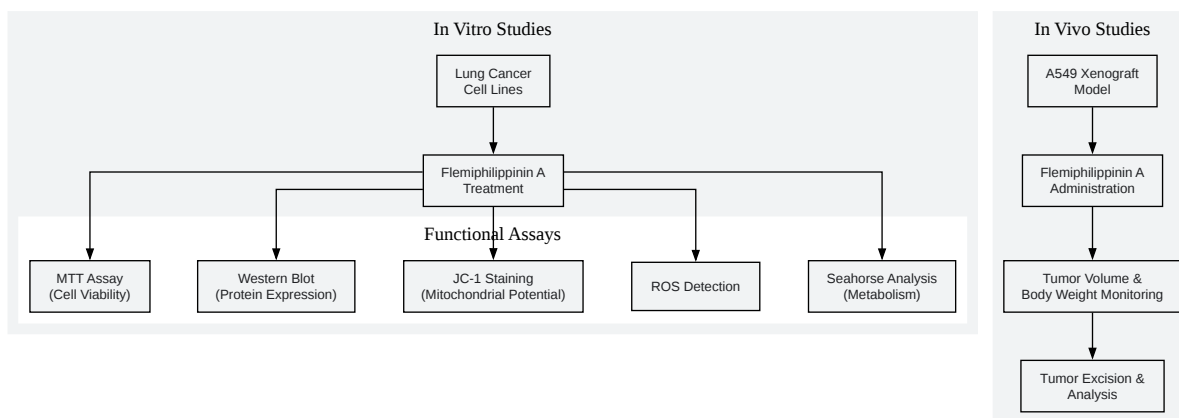 In Vitro Studies
Lung Cancer
Cell Lines
Flemiphilippinin A
Treatment
Functional Assays
MTT Assay
(Cell Viability)
Western Blot
(Protein Expression)
JC-1 Staining
(Mitochondrial Potential)
ROS Detection
Seahorse Analysis
(Metabolism)
In Vivo Studies
A549 Xenograft
Model
Flemiphilippinin A
Administration
Tumor Volume &
Body Weight Monitoring
Tumor Excision &
Analysis